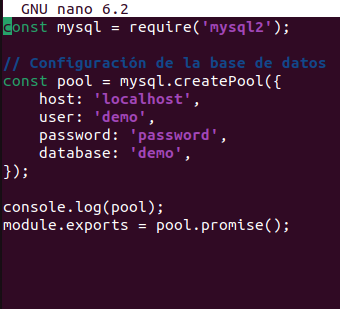 GNU nano 6.2
const mysql = require('mysql2');
// Configuración de la base de datos
const pool = mysql.createPool({
    host: 'localhost',
    user: 'demo',
    password: 'password',
    database: 'demo',
});
console.log(pool);
module.exports = pool.promise();